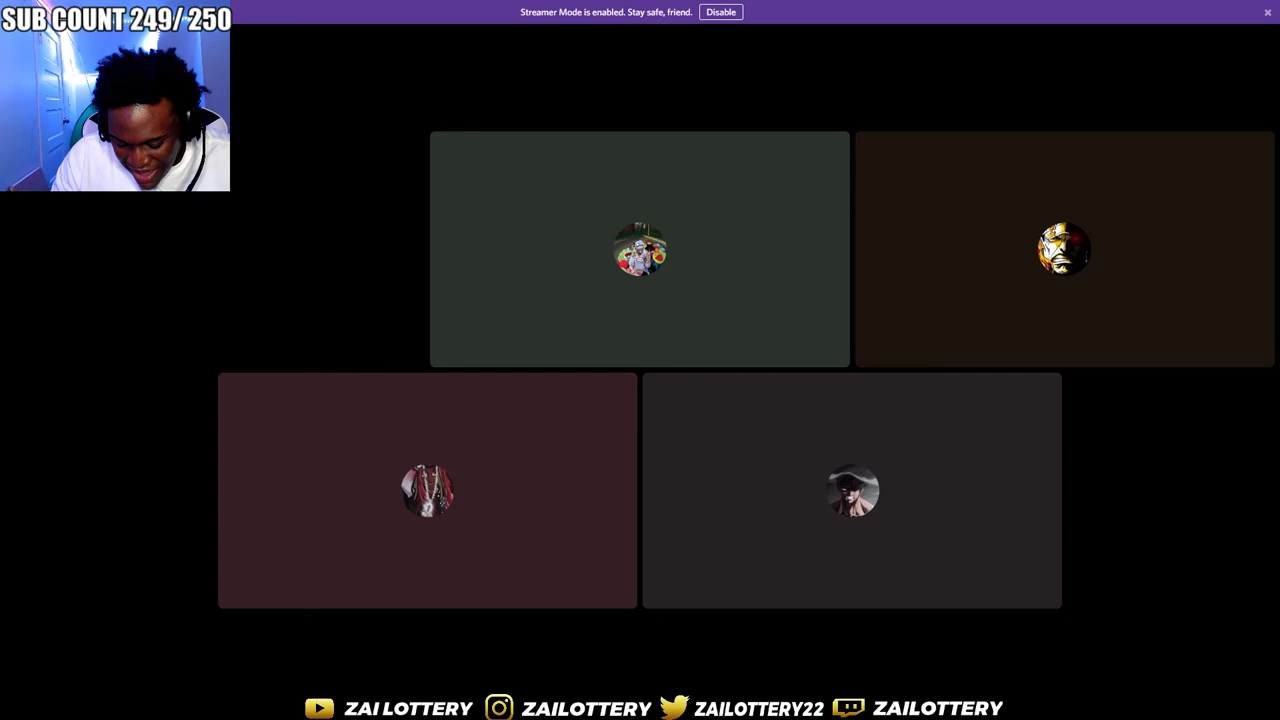 SUB COUNT 249/ 250
Streamer Mode is enabled. Stay safe, friend. Disable
ZAI LOTTERY ZAILOTTERY ZAILOTTERY22 ZAILOTTERY